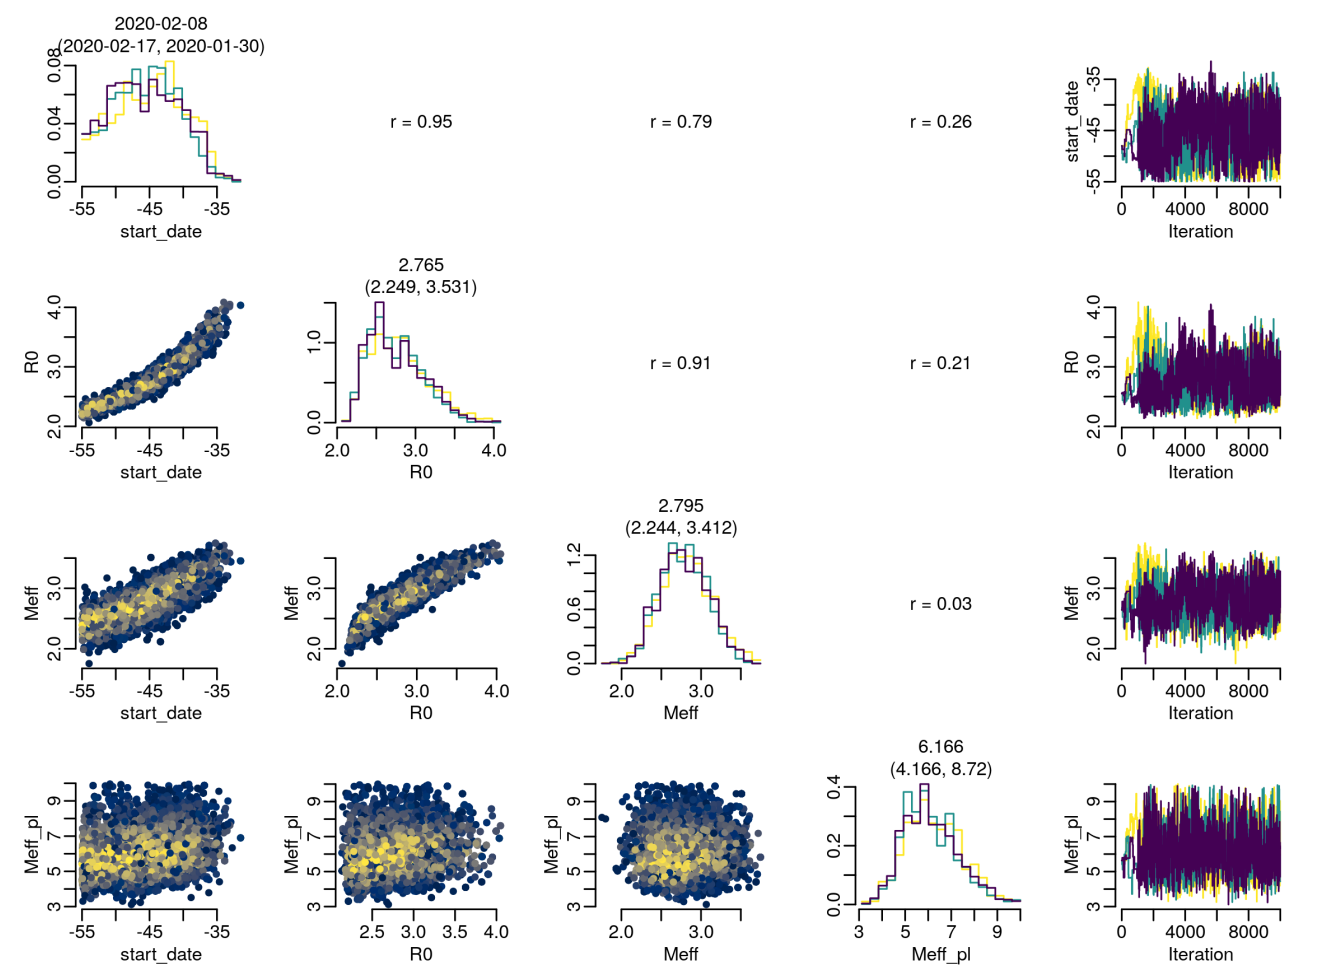 2020-02-08
(2020-02-17, 2020-01-30)
0.00 0.04 0.08
-55 -45 -35
start_date
r = 0.95
r = 0.79
r = 0.26
start_date
-55 -45 -35
0 4000 8000
Iteration
R0
2.0 3.0 4.0
-55 -45 -35
start_date
2.765
(2.249, 3.531)
0.0 1.0
2.0 3.0 4.0
R0
r = 0.91
r = 0.21
R0
2.0 3.0 4.0
0 4000 8000
Iteration
Meff
2.0 3.0
-55 -45 -35
start_date
Meff
2.0 3.0
2.0 3.0 4.0
R0
2.795
(2.244, 3.412)
0.0 0.6 1.2
2.0 3.0
Meff
r = 0.03
Meff
2.0 3.0
0 4000 8000
Iteration
Meff_pl
3 5 7 9
-55 -45 -35
start_date
Meff_pl
3 5 7 9
2.5 3.0 3.5 4.0
R0
Meff_pl
3 5 7 9
2.0 3.0
Meff
6.166
(4.166, 8.72)
0.0 0.2 0.4
3 5 7 9
Meff_pl
Meff_pl
3 5 7 9
0 4000 8000
Iteration